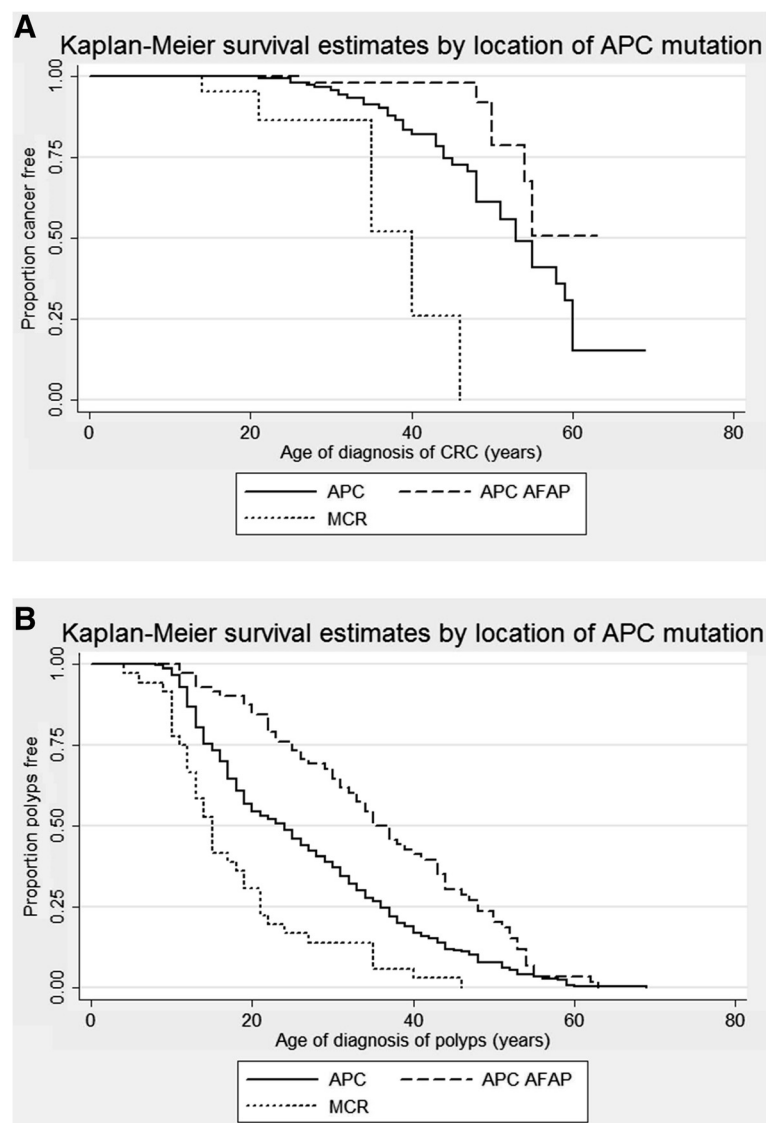 A
Kaplan-Meier survival estimates by location of APC mutation
Proportion cancer free
1.00
0.75
0.50
0.25
0.00
0 20 40 60 80
Age of diagnosis of CRC (years)
APC APC AFAP
MCR
B
Kaplan-Meier survival estimates by location of APC mutation
Proportion polyps free
1.00
0.75
0.50
0.25
0.00
0 20 40 60 80
Age of diagnosis of polyps (years)
APC APC AFAP
MCR